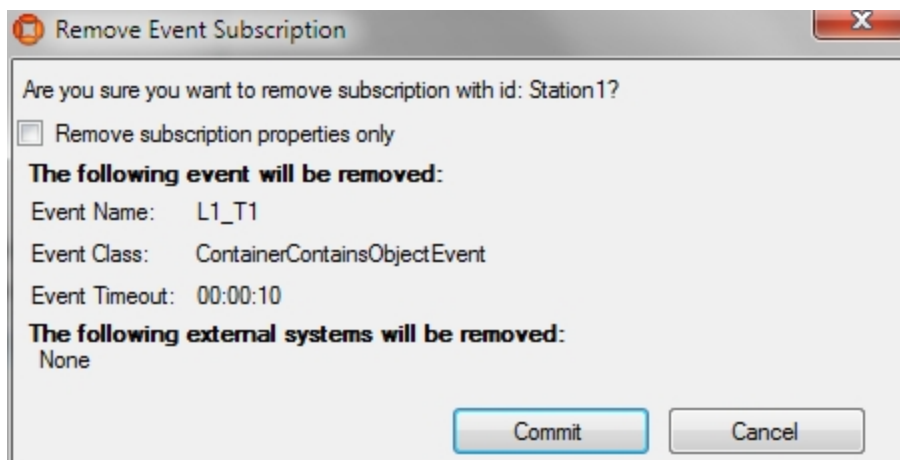 Remove Event Subscription
Are you sure you want to remove subscription with id: Station1?
Remove subscription properties only
The following event will be removed:
Event Name: L1_T1
Event Class: ContainerContainsObjectEvent
Event Timeout: 00:00:10
The following external systems will be removed:
None
Commit Cancel